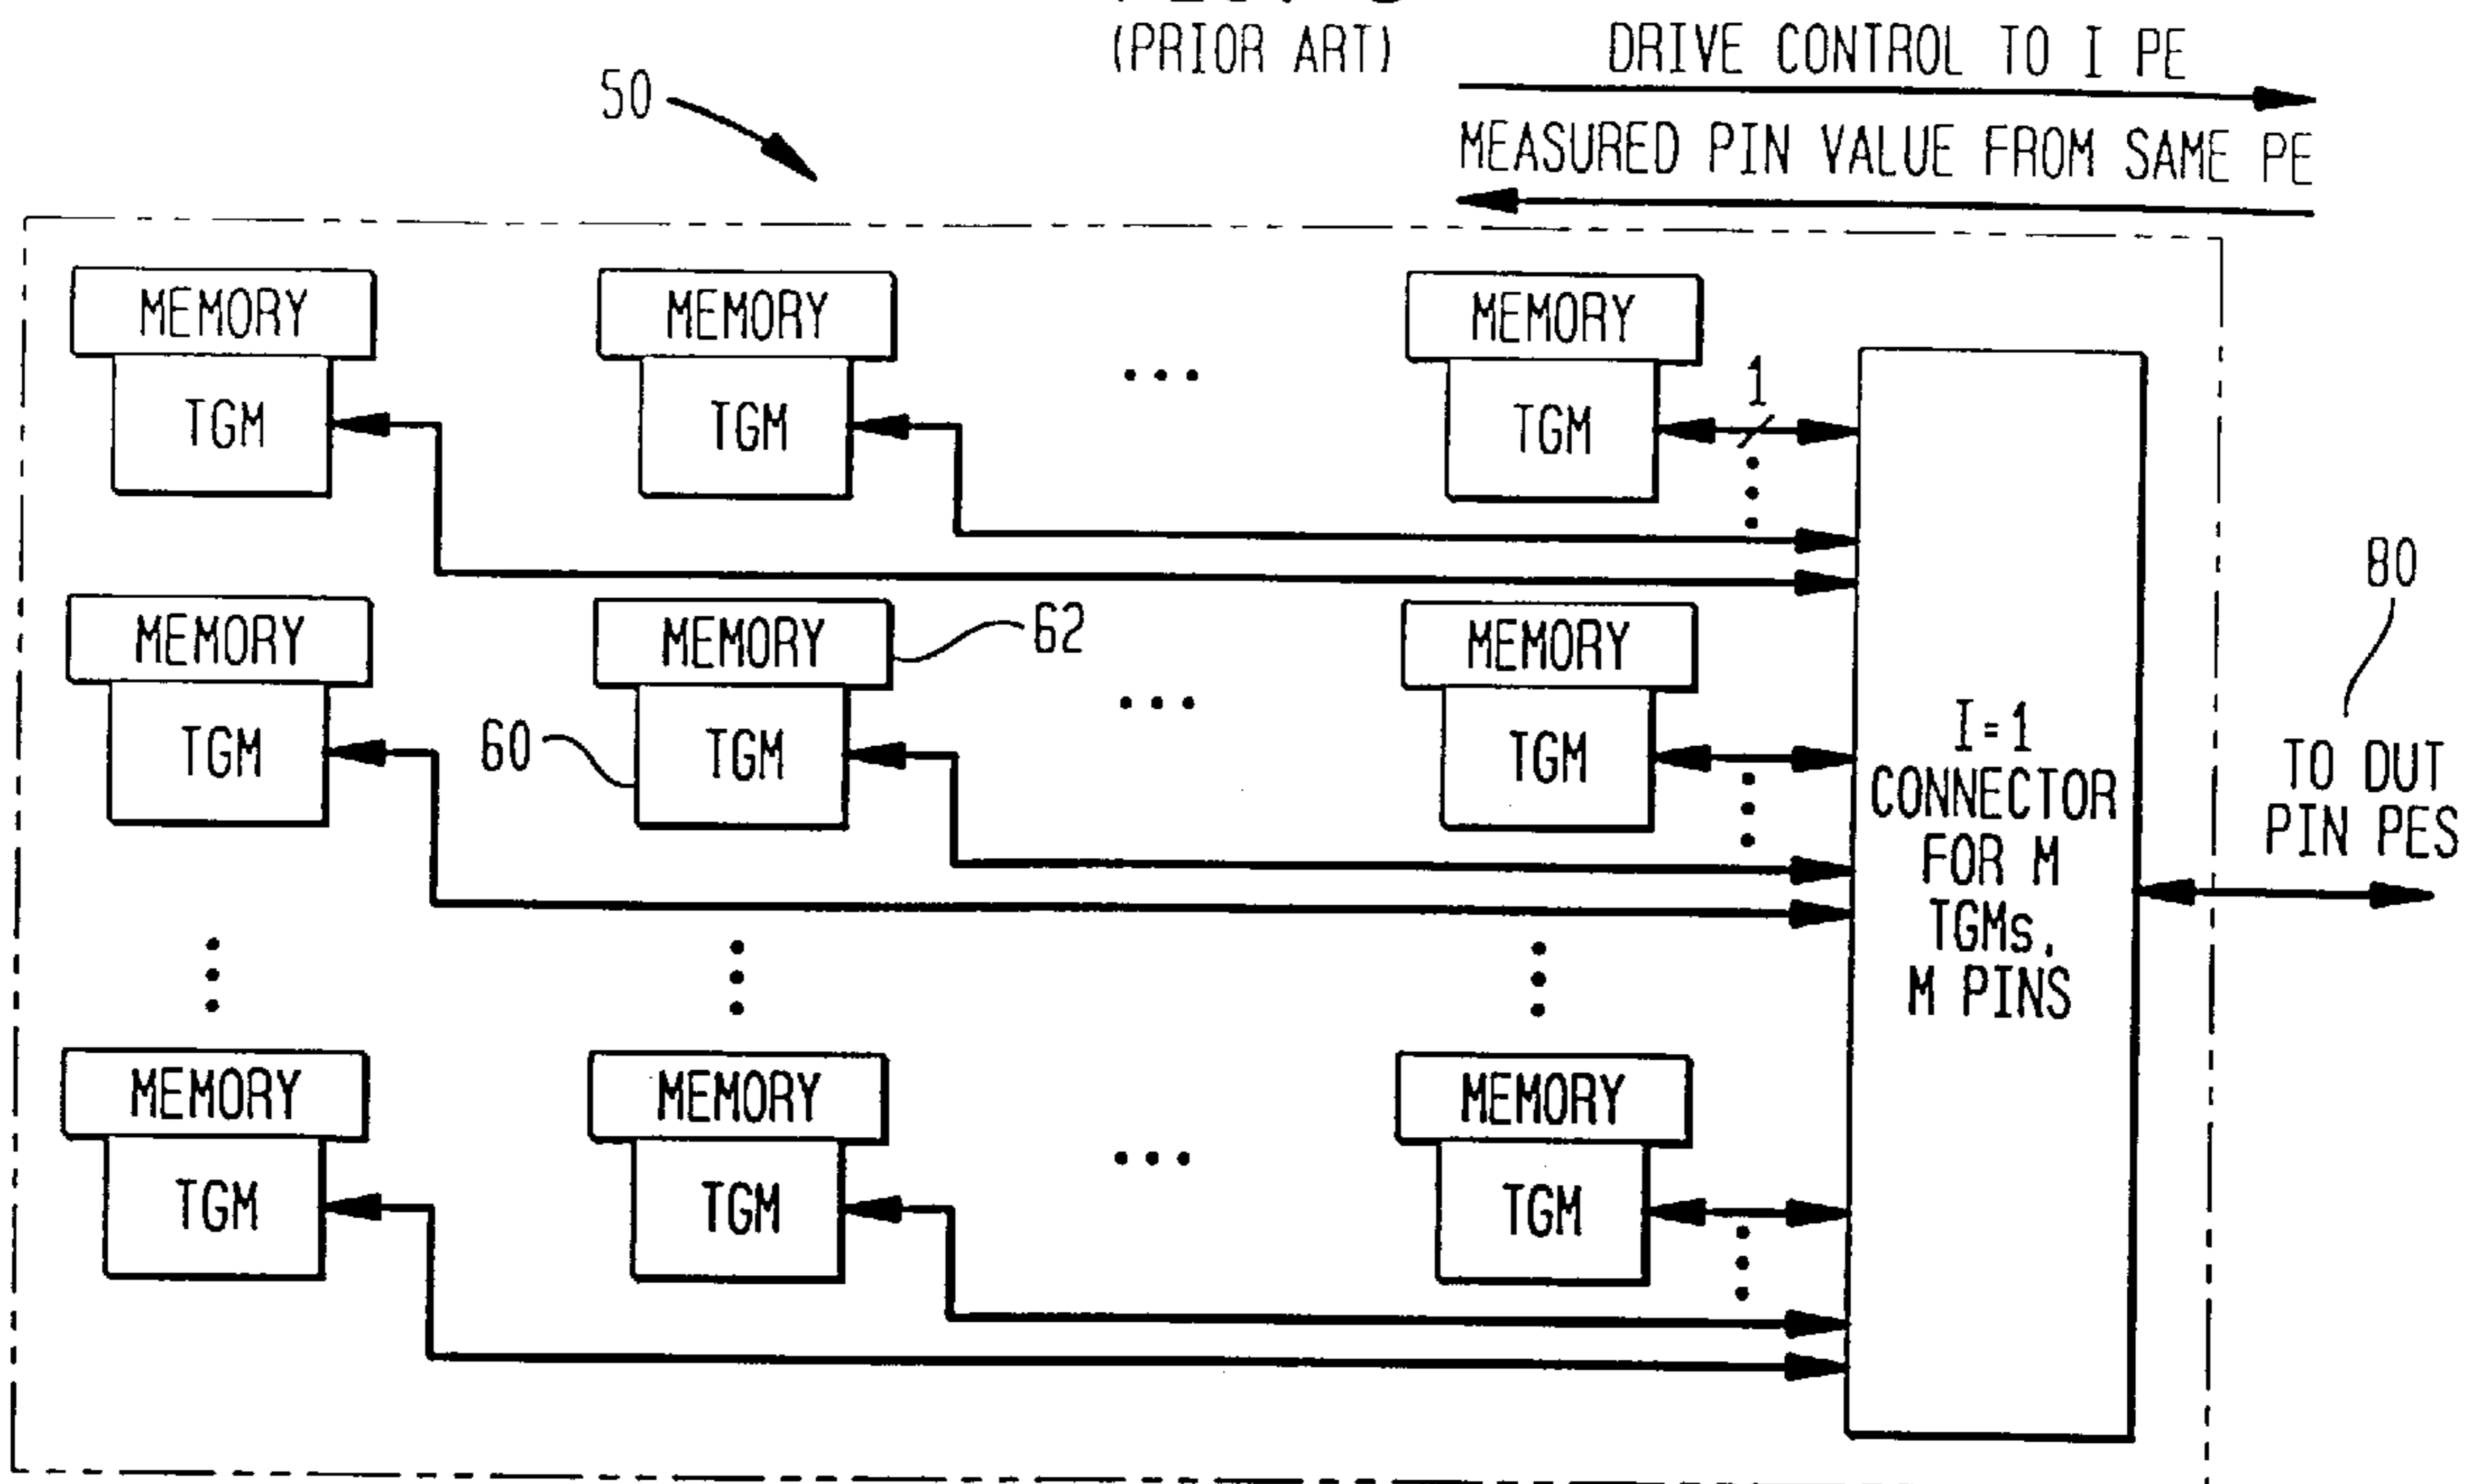 (PRIOR ART)
DRIVE CONTROL TO I PE
50
MEASURED PIN VALUE FROM SAME PE
MEMORY
MEMORY
MEMORY
TGM
TGM
TGM
1
80
MEMORY
MEMORY
62
MEMORY
60
TGM
TGM
TGM
I=1
CONNECTOR
FOR M
TGMs,
M PINS
TO DUT
PIN PES
MEMORY
MEMORY
MEMORY
TGM
TGM
TGM